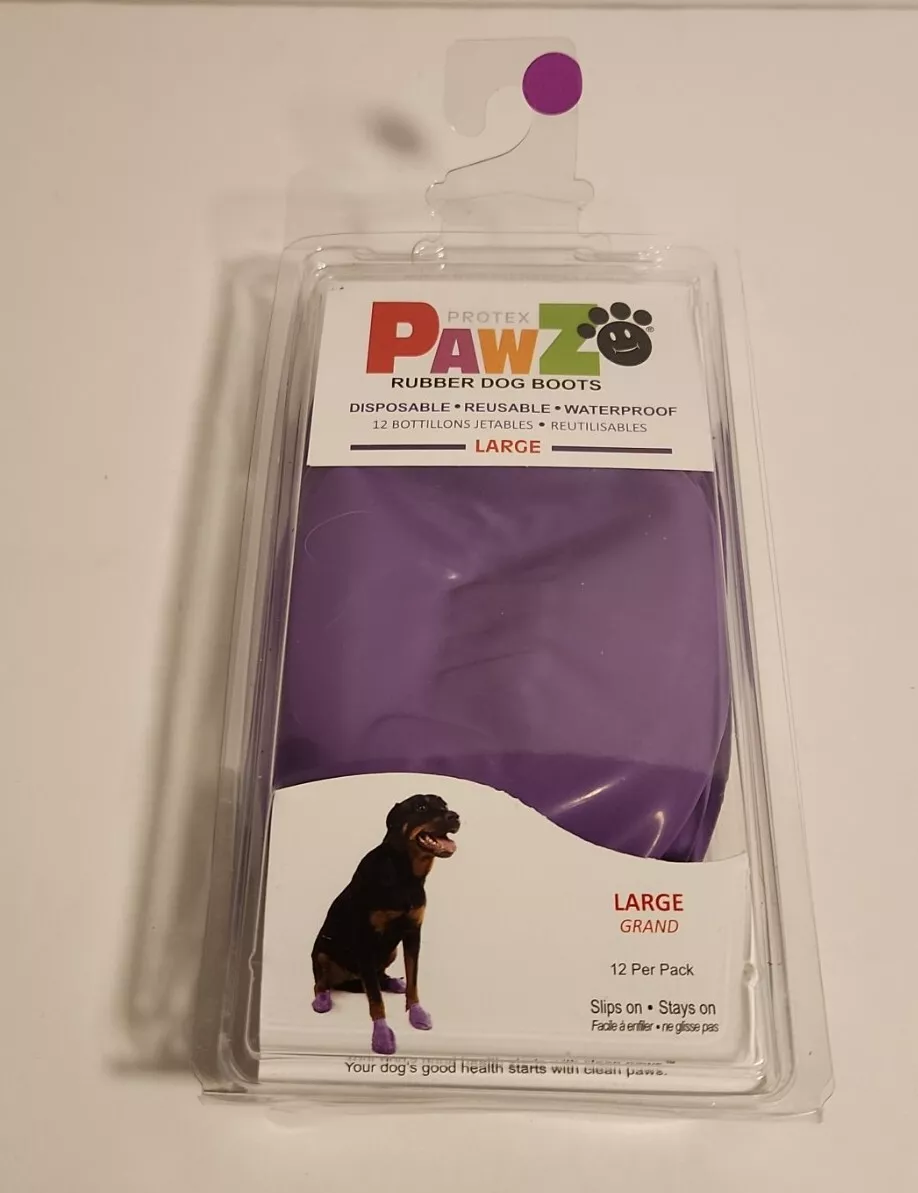 PROTEX
PAWZ®
RUBBER DOG BOOTS
DISPOSABLE • REUSABLE • WATERPROOF
12 BOTTILLONS JETABLES • REUTILISABLES
LARGE
LARGE
GRAND
12 Per Pack
Slips on • Stays on
Facile à enfiler • ne glisse pas
Your dog's good health starts with clean paws.™